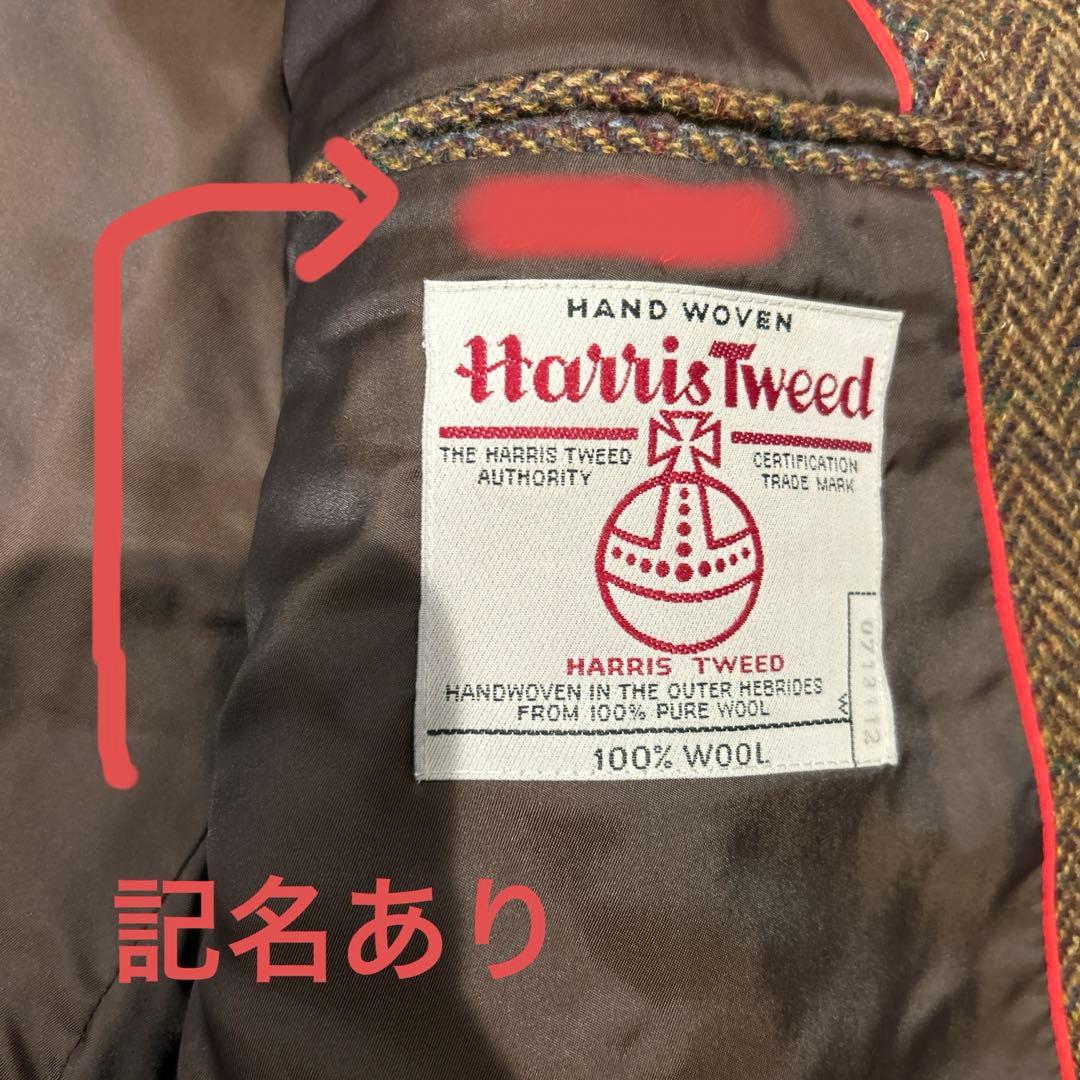 HAND WOVEN
Harris Tweed
THE HARRIS TWEED
AUTHORITY
CERTIFICATION
TRADE MARK
HARRIS TWEED
HANDWOVEN IN THE OUTER HEBRIDES
FROM 100% PURE WOOL
W
07131112
100% WOOL
記名あり